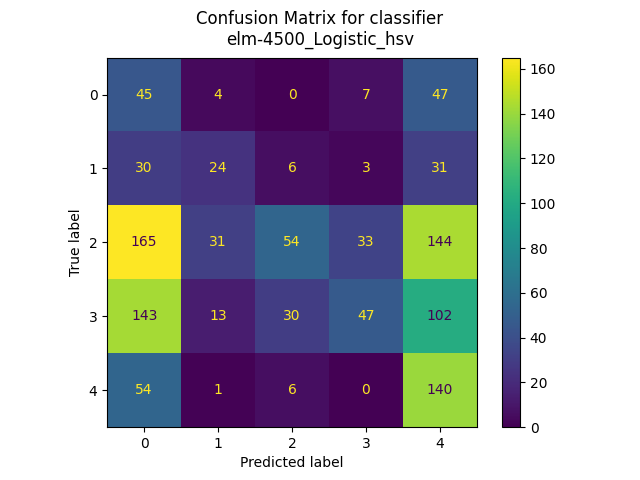 Confusion Matrix for classifier
elm-4500_Logistic_hsv
True label
0 45 4 0 7 47
1 30 24 6 3 31
2 165 31 54 33 144
3 143 13 30 47 102
4 54 1 6 0 140
0 1 2 3 4
Predicted label
160
140
120
100
80
60
40
20
0